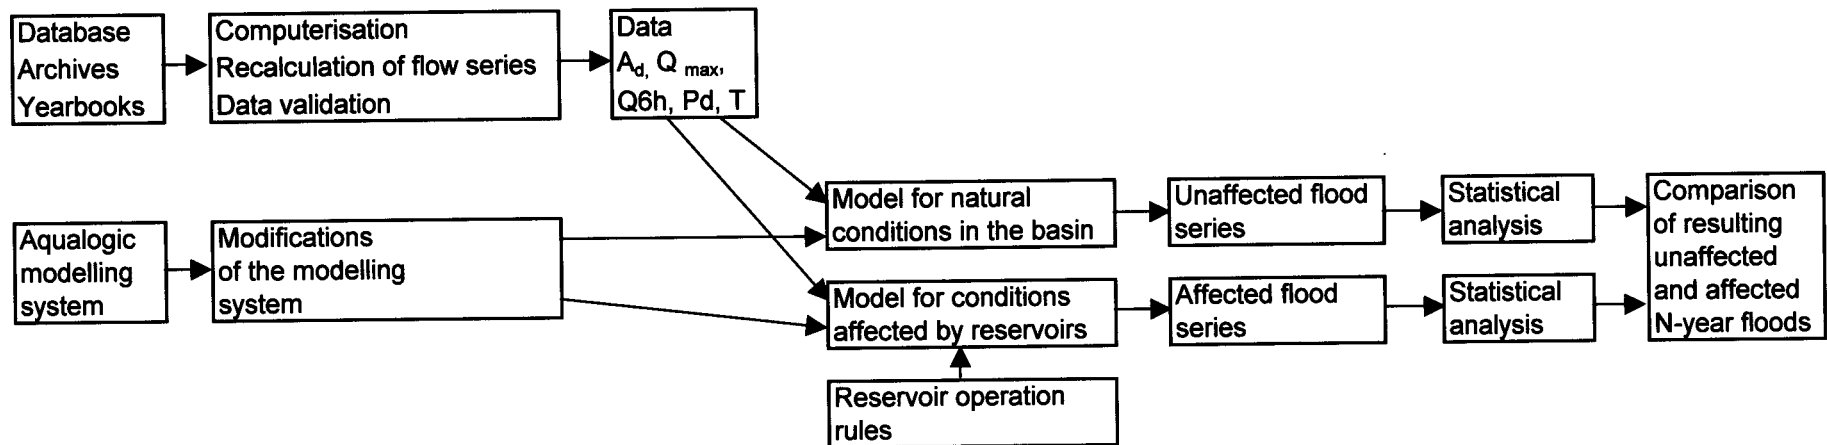 Database
Archives
Yearbooks
Computerisation
Recalculation of flow series
Data validation
Data
Ad, Q max,
Q6h, Pd, T
Aqualogic
modelling
system
Modifications
of the modelling
system
Model for natural
conditions in the basin
Unaffected flood
series
Statistical
analysis
Model for conditions
affected by reservoirs
Affected flood
series
Statistical
analysis
Comparison
of resulting
unaffected
and affected
N-year floods
Reservoir operation
rules